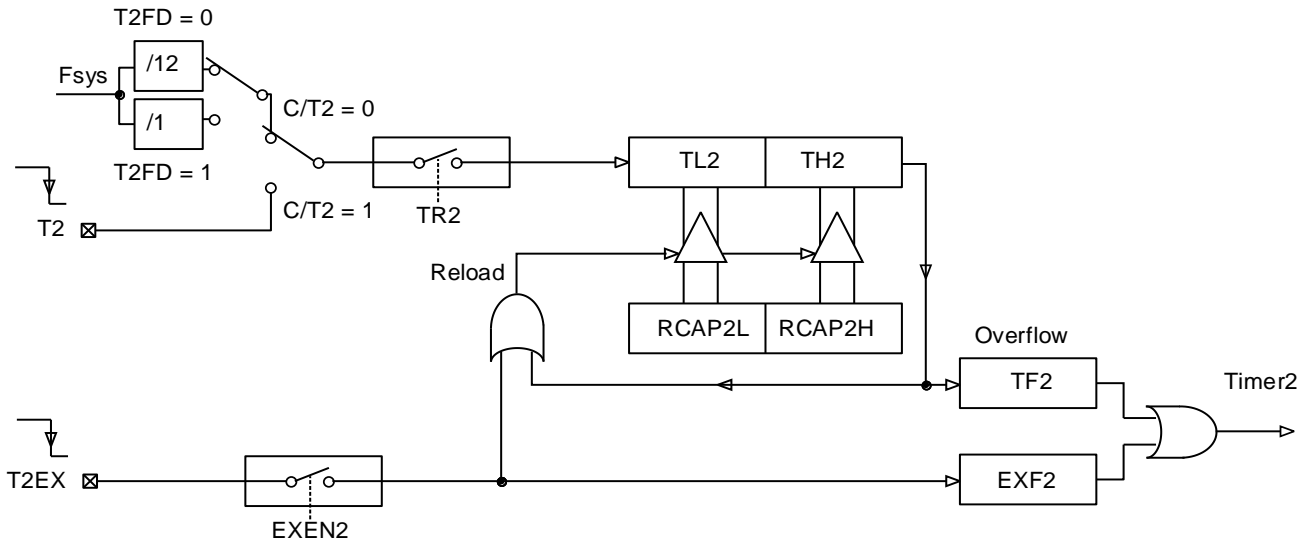 T2FD = 0
/12
Fsys
C/T2 = 0
/1
T2FD = 1
TL2
TH2
T2
C/T2 = 1
TR2
Reload
RCAP2L
RCAP2H
Overflow
TF2
Timer2
T2EX
EXF2
EXEN2